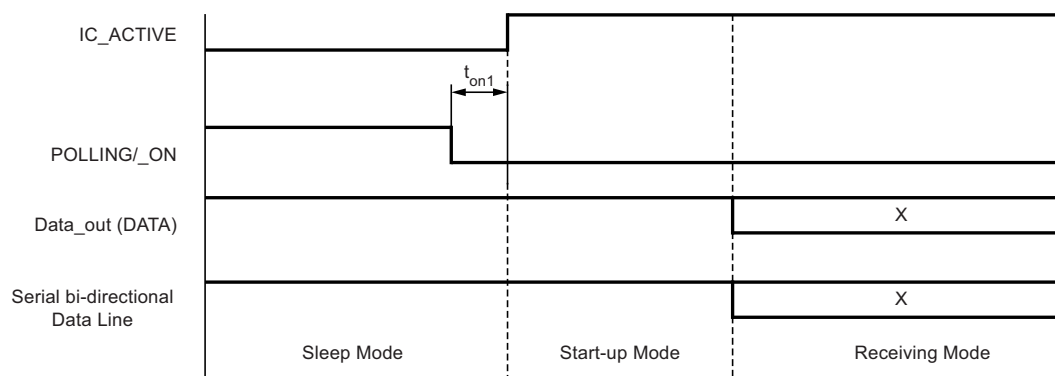 IC_ACTIVE
ton1
POLLING/_ON
Data_out (DATA)
X
Serial bi-directional
Data Line
X
Sleep Mode
Start-up Mode
Receiving Mode